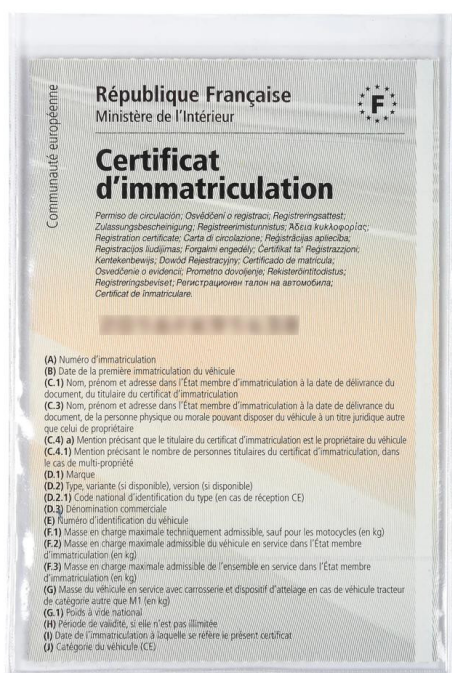 Communauté européenne
République Française
Ministère de l'Intérieur
F
Certificat
d'immatriculation
Permiso de circulación; Osvědčení o registraci; Registreringsattest;
Zulassungsbescheinigung; Registreerimistunnistus; Άδεια κυκλοφορίας;
Registration certificate; Carta di circolazione; Reģistrācijas apliecība;
Registracijos liudijimas; Forgalmi engedély; Ċertifikat ta' Reġistrazzjoni;
Kentekenbewijs; Dowód Rejestracyjny; Certificado de matrícula;
Osvedčenie o evidencii; Prometno dovoljenje; Rekisteröintitodistus;
Registreringsbeviset; Регистрационен талон на автомобила;
Certificat de înmatriculare.
(A) Numéro d'immatriculation
(B) Date de la première immatriculation du véhicule
(C.1) Nom, prénom et adresse dans l'État membre d'immatriculation à la date de délivrance du
document, du titulaire du certificat d'immatriculation
(C.3) Nom, prénom et adresse dans l'État membre d'immatriculation à la date de délivrance du
document, de la personne physique ou morale pouvant disposer du véhicule à un titre juridique autre
que celui de propriétaire
(C.4) a) Mention précisant que le titulaire du certificat d'immatriculation est le propriétaire du véhicule
(C.4.1) Mention précisant le nombre de personnes titulaires du certificat d'immatriculation, dans
le cas de multi-propriété
(D.1) Marque
(D.2) Type, variante (si disponible), version (si disponible)
(D.2.1) Code national d'identification du type (en cas de réception CE)
(D.3) Dénomination commerciale
(E) Numéro d'identification du véhicule
(F.1) Masse en charge maximale techniquement admissible, sauf pour les motocycles (en kg)
(F.2) Masse en charge maximale admissible du véhicule en service dans l'État membre
d'immatriculation (en kg)
(F.3) Masse en charge maximale admissible de l'ensemble en service dans l'État membre
d'immatriculation (en kg)
(G) Masse du véhicule en service avec carrosserie et dispositif d'attelage en cas de véhicule tracteur
de catégorie autre que M1 (en kg)
(G.1) Poids à vide national
(H) Période de validité, si elle n'est pas illimitée
(I) Date de l'immatriculation à laquelle se réfère le présent certificat
(J) Catégorie du véhicule (CE)